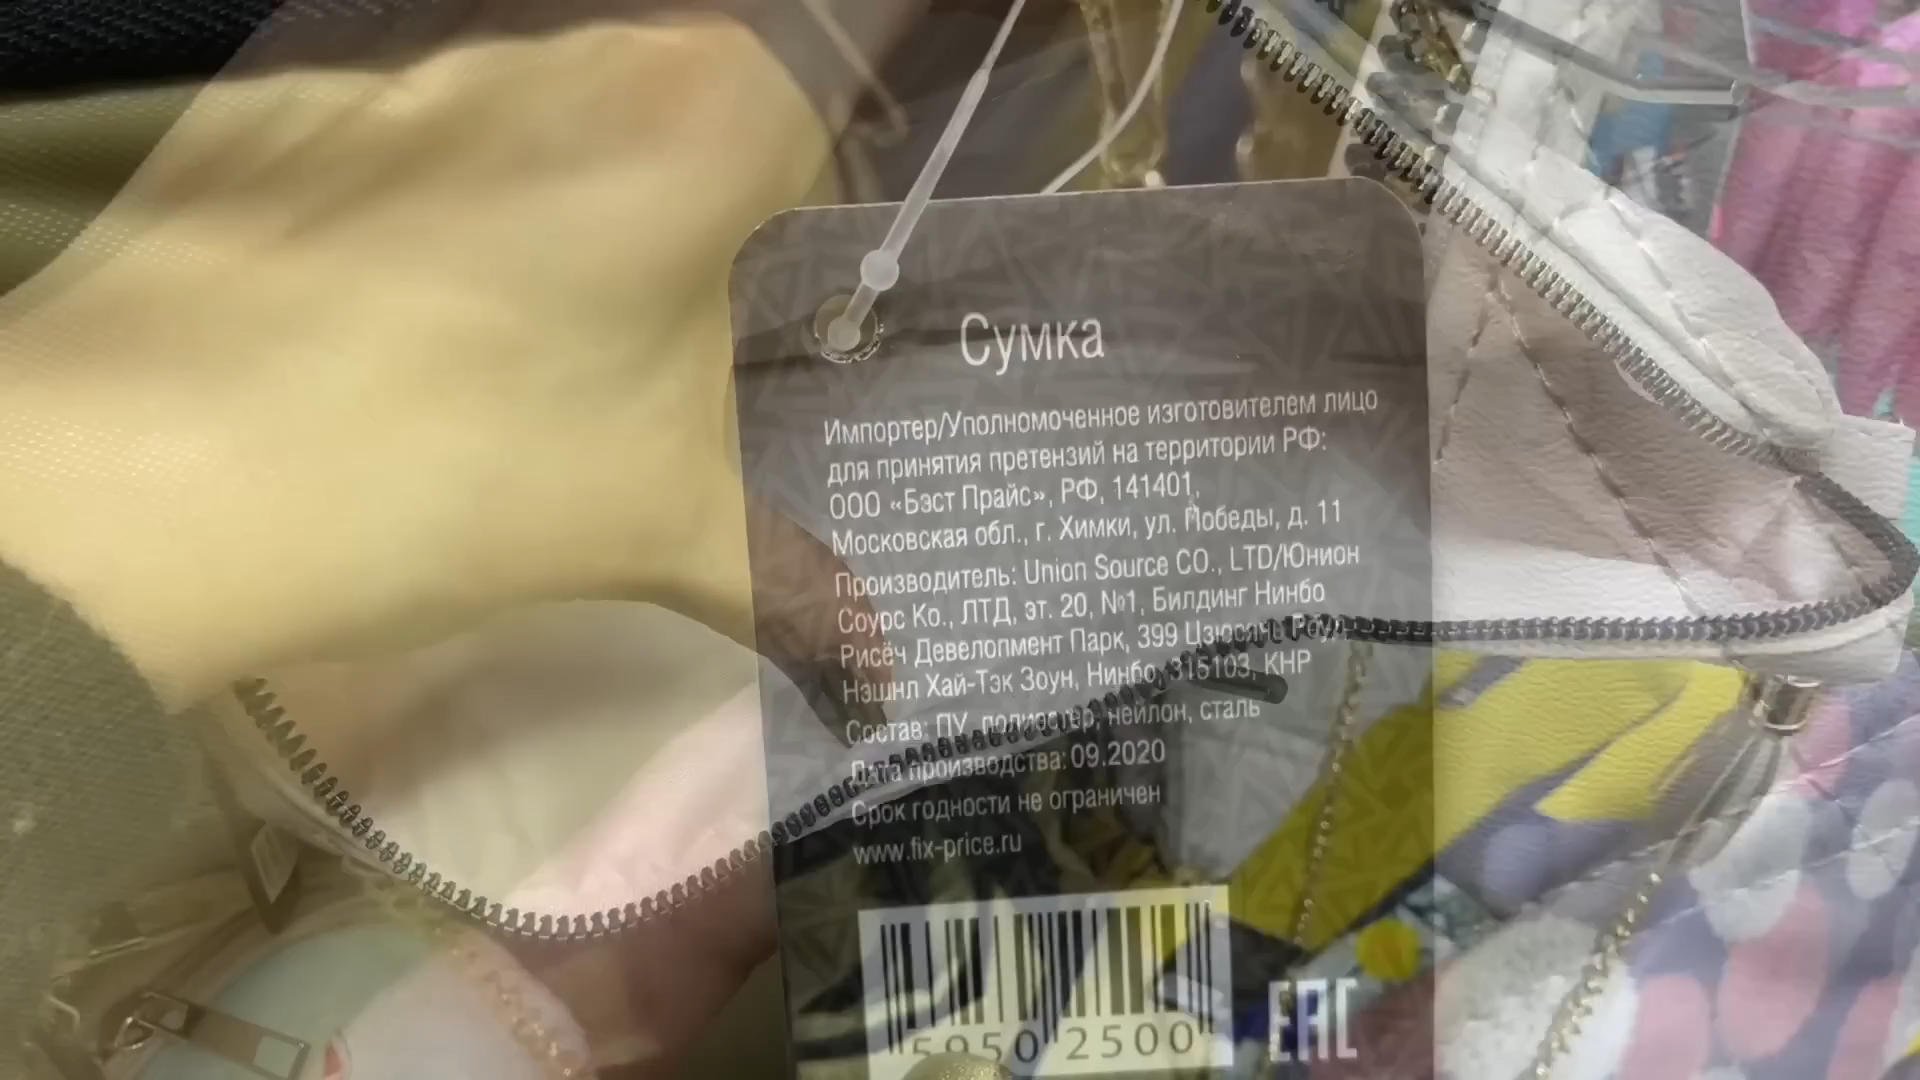 Сумка
Импортер/Уполномоченное изготовителем лицо
для принятия претензий на территории РФ:
ООО «Бэст Прайс», РФ, 141401,
Московская обл., г. Химки, ул. Победы, д. 11
Производитель: Union Source CO., LTD/Юнион
Соурс Ко., ЛТД, эт. 20, №1, Билдинг Нинбо
Рисёч Девелопмент Парк, 399 Цзюсянь Роуд,
Нэшнл Хай-Тэк Зоун, Нинбо, 315103, КНР
Состав: ПУ, полиэстер, нейлон, сталь
Дата производства: 09.2020
Срок годности не ограничен
www.fix-price.ru
5950 2500
EAC